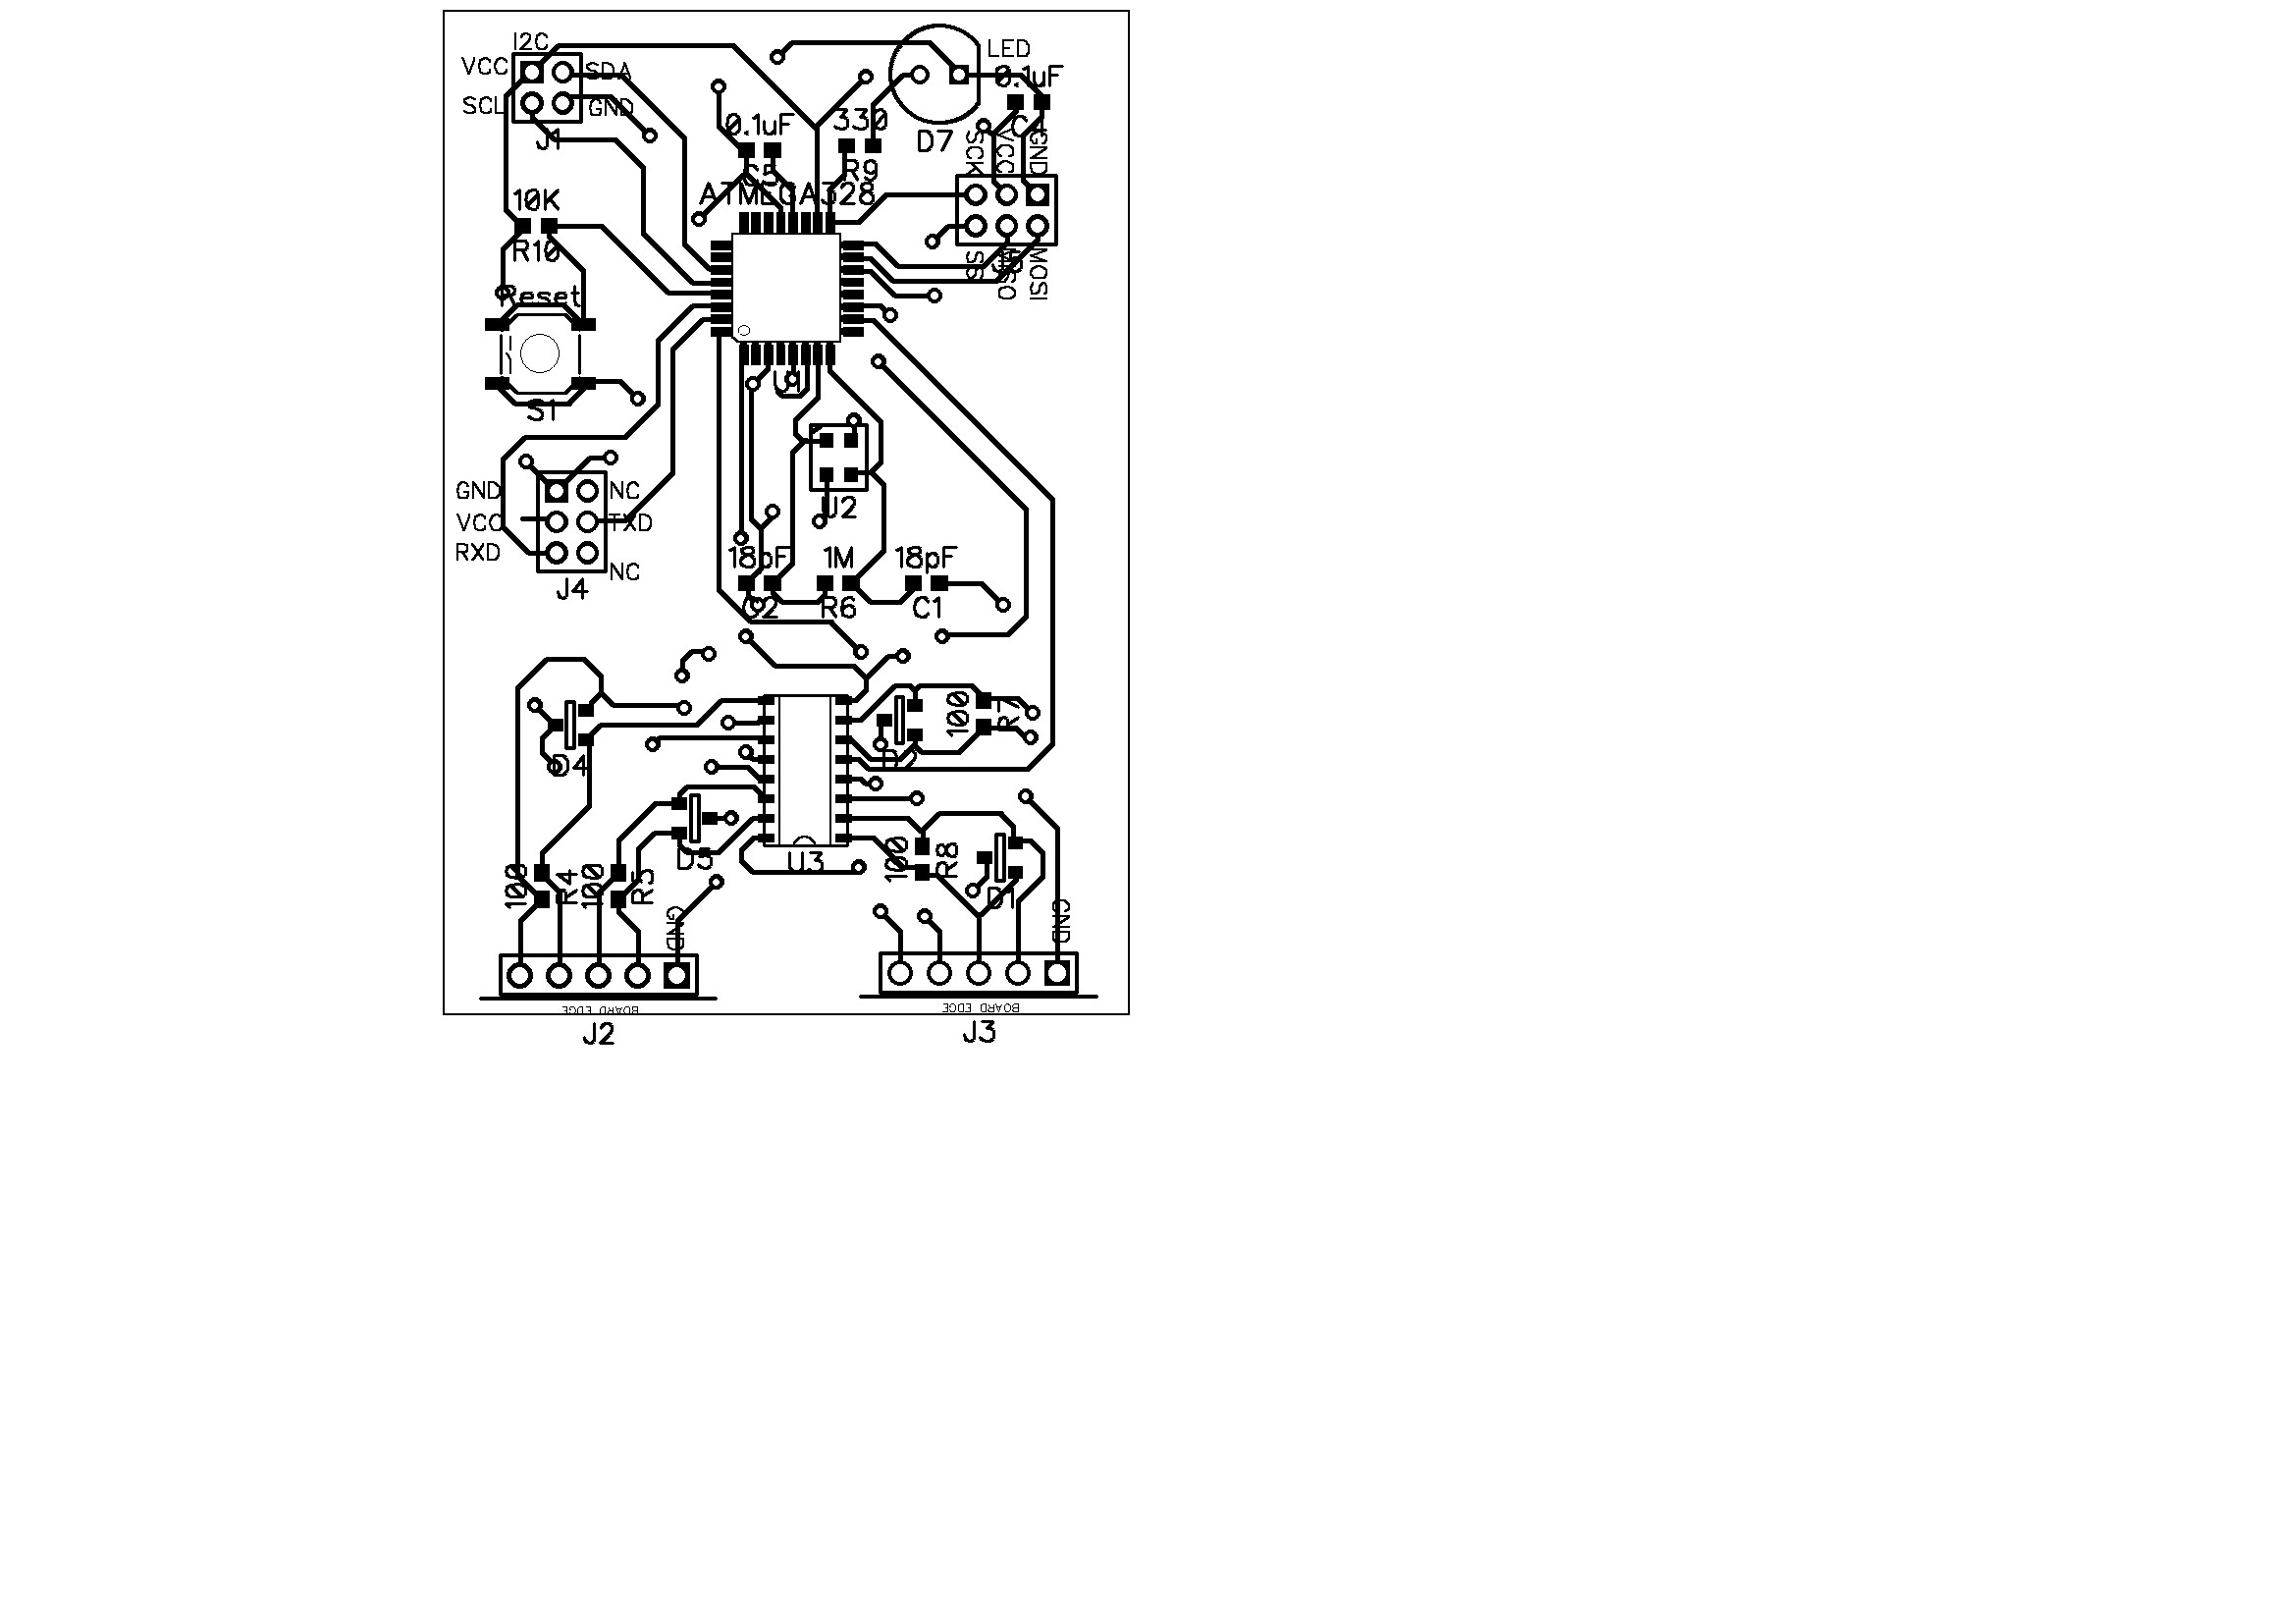 I2C
VCC
SDA
SCL
GND
J1
LED
0.1uF
C4
D7
0.1uF
C5
330
R9
ATMEGA328
SCK
VCC
GND
10K
R10
SS
MISO
MOSI
J5
Reset
S1
U1
U2
GND
NC
VCC
TXD
RXD
NC
J4
18pF
1M
18pF
C2
R6
C1
D4
D2
100
R7
D5
U3
100
R8
D1
100
R4
100
R5
GND
GND
BOARD EDGE
BOARD EDGE
J2
J3